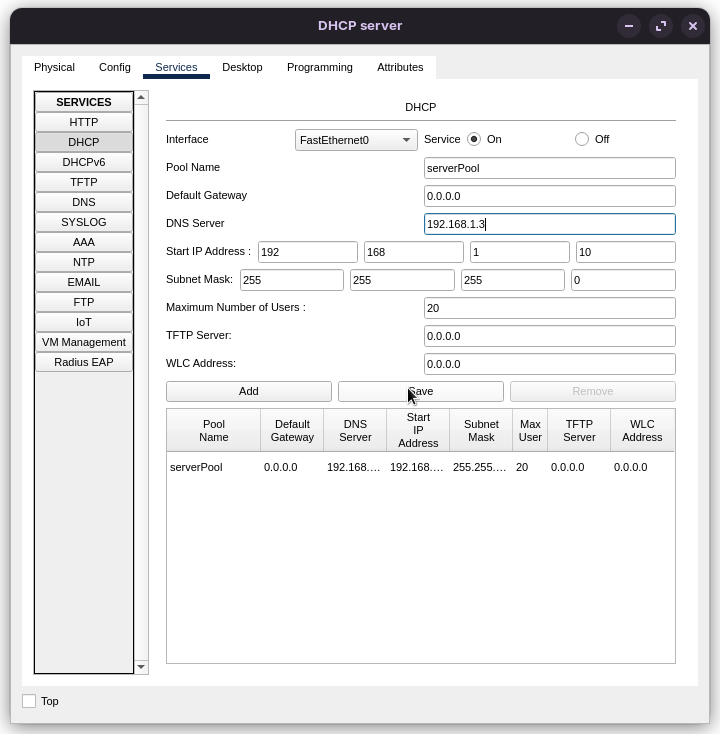 DHCP server
Physical Config Services Desktop Programming Attributes
SERVICES
HTTP
DHCP
DHCPv6
TFTP
DNS
SYSLOG
AAA
NTP
EMAIL
FTP
IoT
VM Management
Radius EAP
DHCP
Interface FastEthernet0 Service On Off
Pool Name serverPool
Default Gateway 0.0.0.0
DNS Server 192.168.1.3
Start IP Address : 192 168 1 10
Subnet Mask: 255 255 255 0
Maximum Number of Users : 20
TFTP Server: 0.0.0.0
WLC Address: 0.0.0.0
Add Save Remove
Pool Name Default Gateway DNS Server Start IP Address Subnet Mask Max User TFTP Server WLC Address
serverPool 0.0.0.0 192.168.... 192.168.... 255.255.... 20 0.0.0.0 0.0.0.0
Top